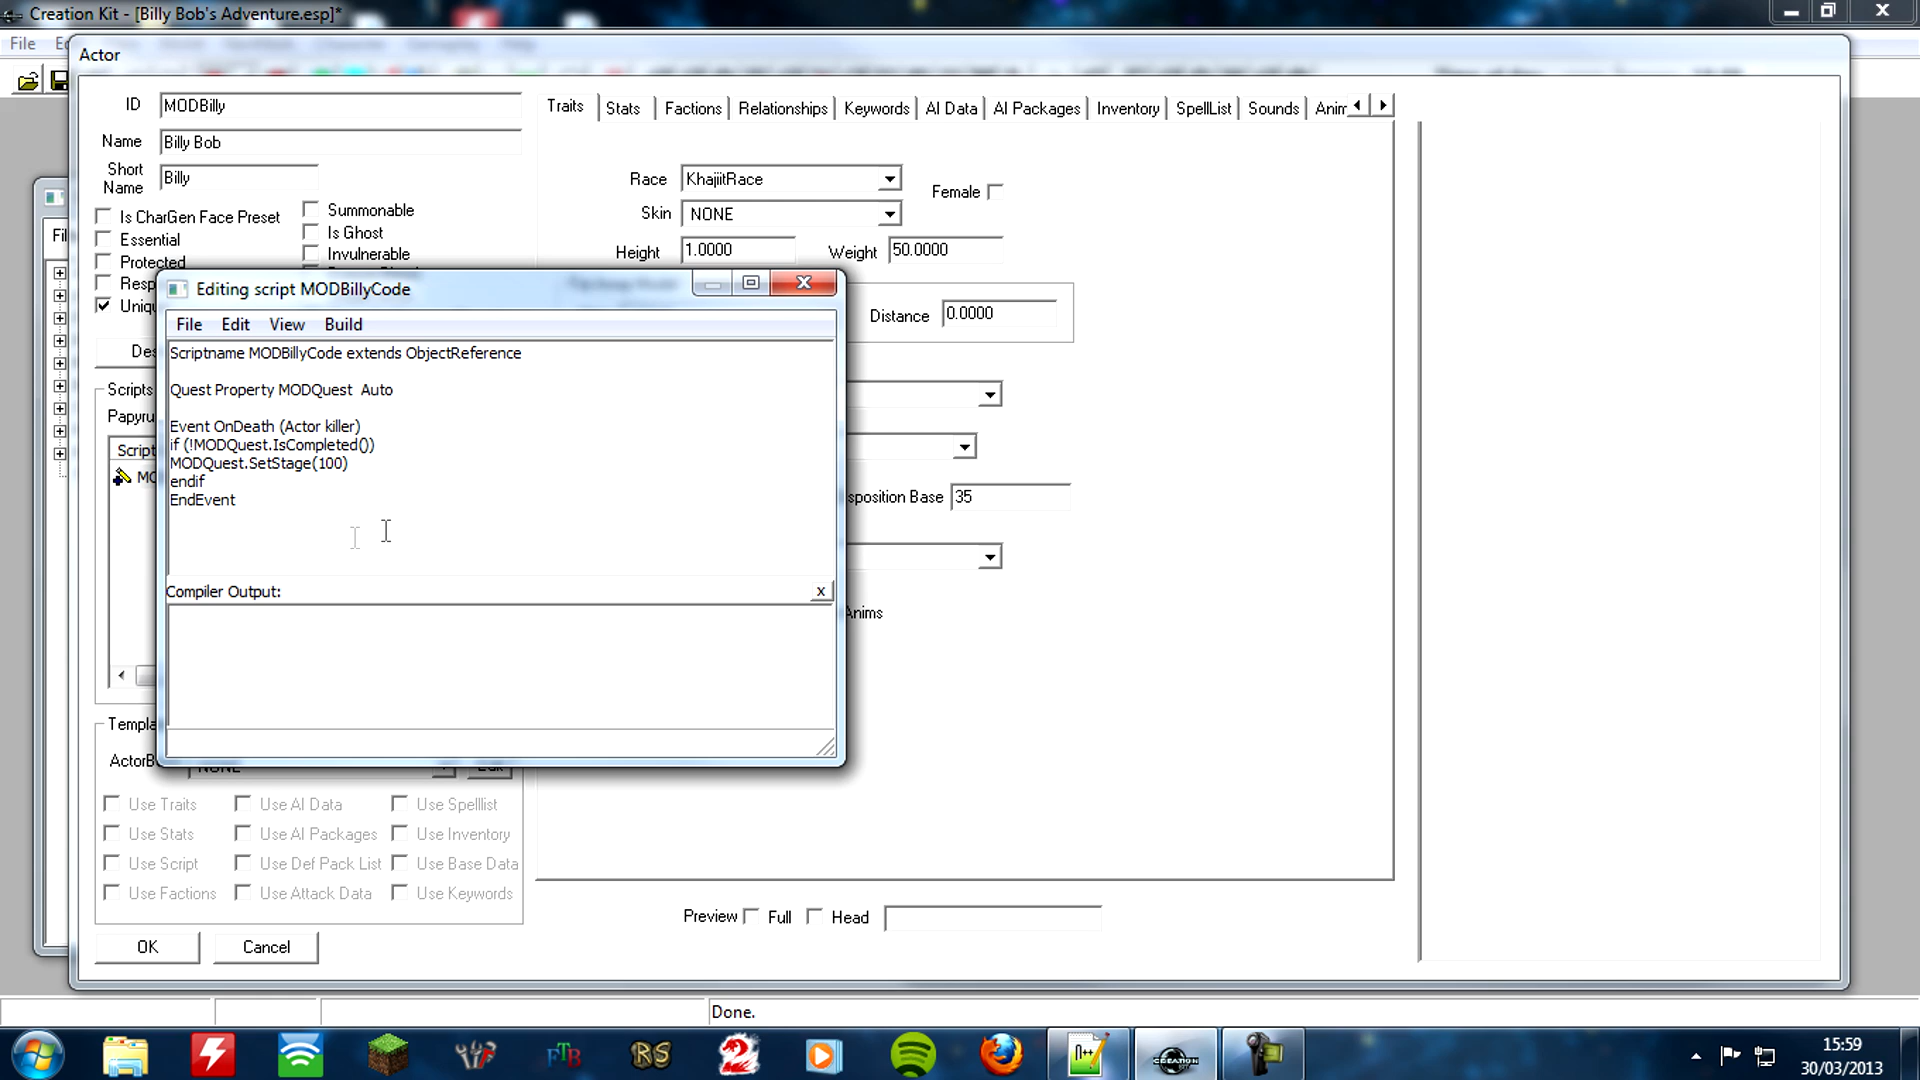 Creation Kit - [Billy Bob's Adventure.esp]*
File
Actor
ID MODBilly
Name Billy Bob
Short Name Billy
Is CharGen Face Preset
Summonable
Essential
Is Ghost
Protected
Invulnerable
Traits Stats Factions Relationships Keywords AI Data AI Packages Inventory SpellList Sounds
Race KhajiitRace
Female
Skin NONE
Height 1.0000 Weight 50.0000
Distance 0.0000
Editing script MODBillyCode
File Edit View Build
Scriptname MODBillyCode extends ObjectReference
Quest Property MODQuest  Auto
Event OnDeath (Actor killer)
if (!MODQuest.IsCompleted())
MODQuest.SetStage(100)
endif
EndEvent
Compiler Output:
x
Scripts
35
Anims
Use Traits Use AI Data Use Spelllist
Use Stats Use AI Packages Use Inventory
Use Script Use Def Pack List Use Base Data
Use Factions Use Attack Data Use Keywords
Preview Full Head
OK Cancel
Done.
FTB
RS
2
n++
CREATION
15:59
30/03/2013